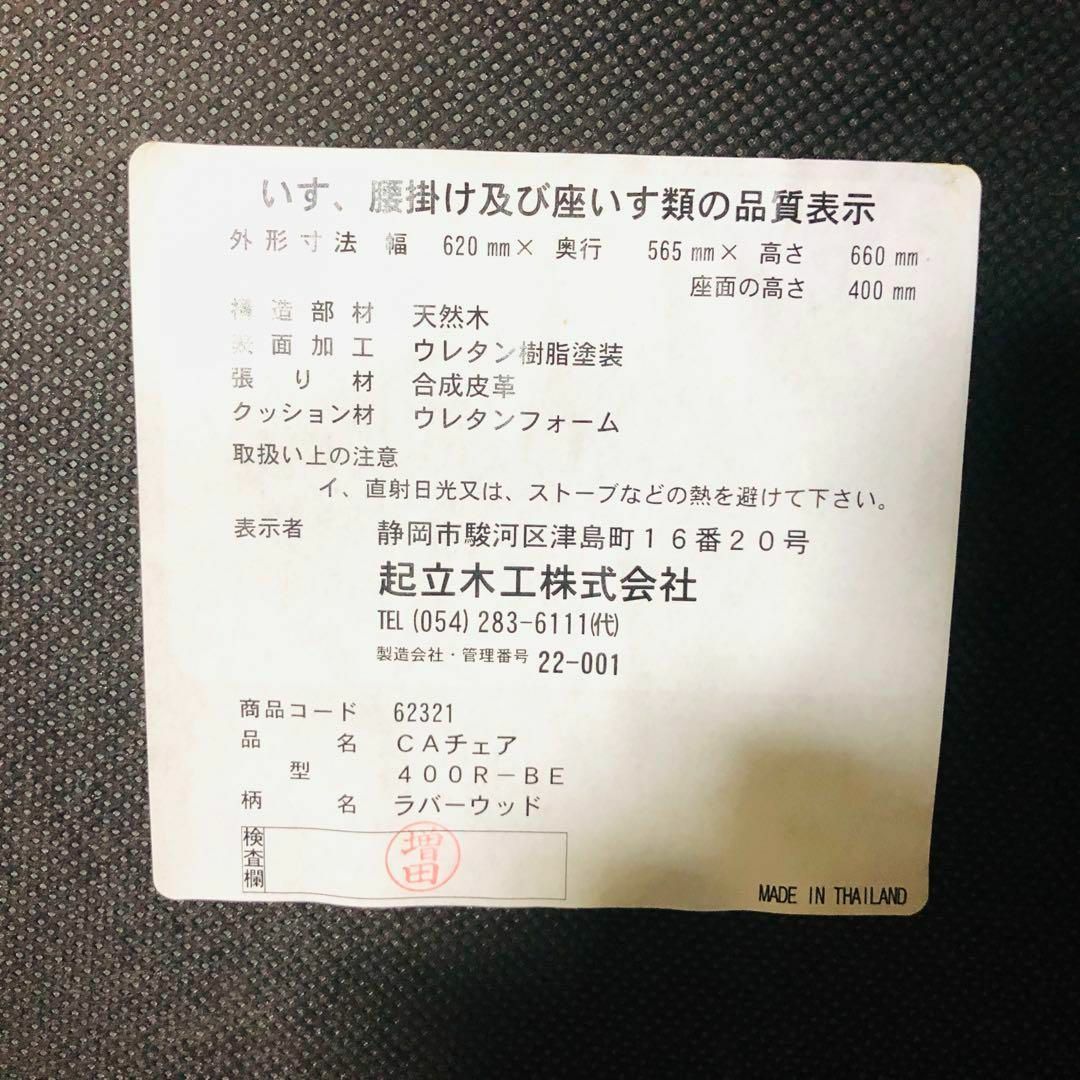 いす、腰掛け及び座いす類の品質表示
外形寸法 幅 620 mm× 奥行 565 mm× 高さ 660 mm
座面の高さ 400 mm
構造部材 天然木
表面加工 ウレタン樹脂塗装
張り材 合成皮革
クッション材 ウレタンフォーム
取扱い上の注意
イ、直射日光又は、ストーブなどの熱を避けて下さい。
表示者 静岡市駿河区津島町16番20号
起立木工株式会社
TEL (054) 283-6111㈹
製造会社・管理番号 22-001
商品コード 62321
品名 CAチェア
型 400R-BE
柄名 ラバーウッド
検査欄 増田
MADE IN THAILAND